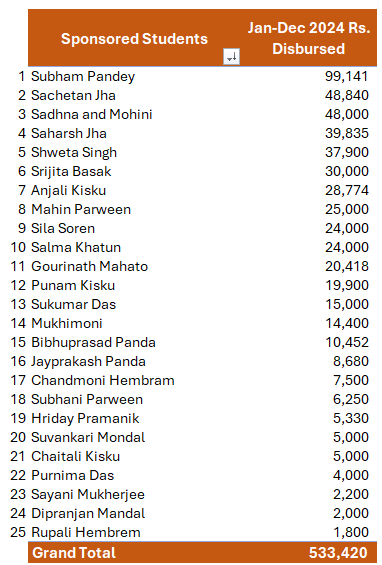 Sponsored Students Jan-Dec 2024 Rs. Disbursed
1 Subham Pandey 99,141
2 Sachetan Jha 48,840
3 Sadhna and Mohini 48,000
4 Saharsh Jha 39,835
5 Shweta Singh 37,900
6 Srijita Basak 30,000
7 Anjali Kisku 28,774
8 Mahin Parween 25,000
9 Sila Soren 24,000
10 Salma Khatun 24,000
11 Gourinath Mahato 20,418
12 Punam Kisku 19,900
13 Sukumar Das 15,000
14 Mukhimoni 14,400
15 Bibhuprasad Panda 10,452
16 Jayprakash Panda 8,680
17 Chandmoni Hembram 7,500
18 Subhani Parween 6,250
19 Hriday Pramanik 5,330
20 Suvankari Mondal 5,000
21 Chaitali Kisku 5,000
22 Purnima Das 4,000
23 Sayani Mukherjee 2,200
24 Dipranjan Mandal 2,000
25 Rupali Hembrem 1,800
Grand Total 533,420